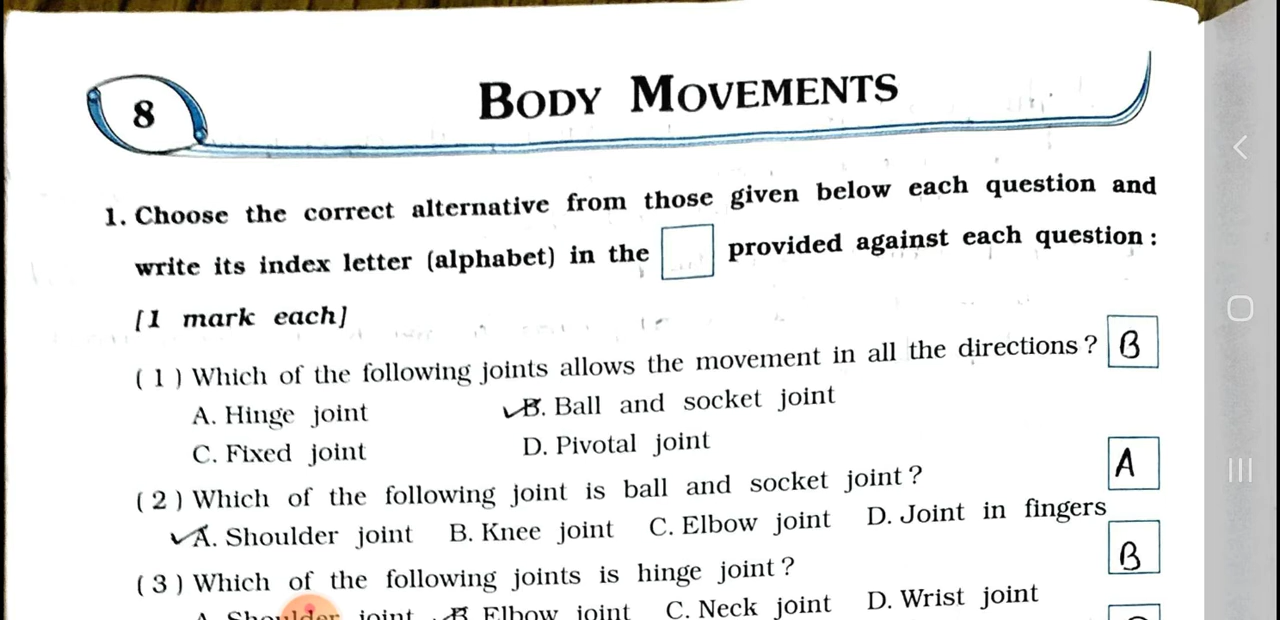 8
BODY MOVEMENTS
1. Choose the correct alternative from those given below each question and
write its index letter (alphabet) in the provided against each question :
[1 mark each]
( 1 ) Which of the following joints allows the movement in all the directions ? B
A. Hinge joint B. Ball and socket joint
C. Fixed joint D. Pivotal joint
( 2 ) Which of the following joint is ball and socket joint ? A
A. Shoulder joint B. Knee joint C. Elbow joint D. Joint in fingers
( 3 ) Which of the following joints is hinge joint ? B
A. Shoulder joint B Elbow joint C. Neck joint D. Wrist joint